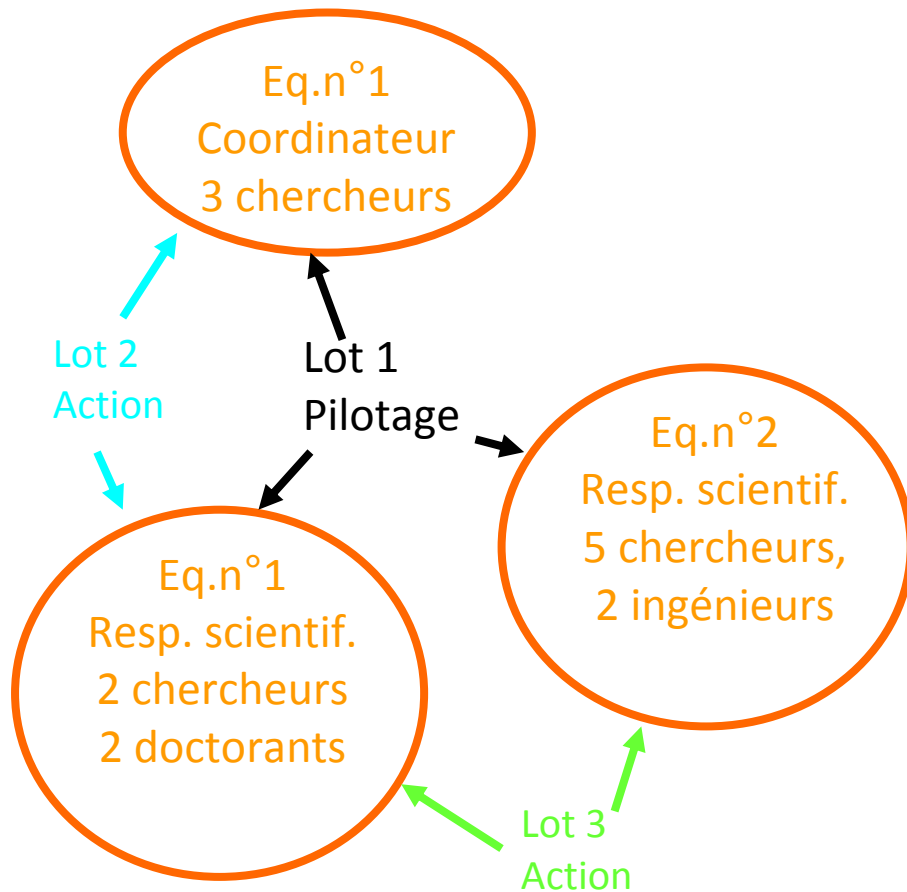 Eq.n°1
Coordinateur
3 chercheurs
Lot 2
Action
Lot 1
Pilotage
Eq.n°2
Resp. scientif.
5 chercheurs,
2 ingénieurs
Eq.n°1
Resp. scientif.
2 chercheurs
2 doctorants
Lot 3
Action